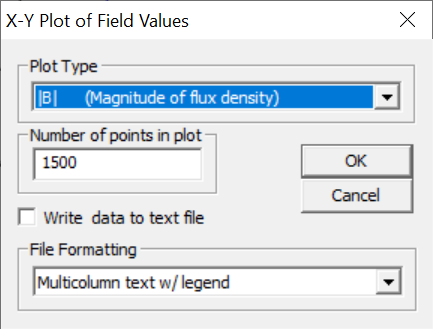 X-Y Plot of Field Values
Plot Type
|B|      (Magnitude of flux density)
Number of points in plot
1500
OK
Cancel
Write  data to text file
File Formatting
Multicolumn text w/ legend